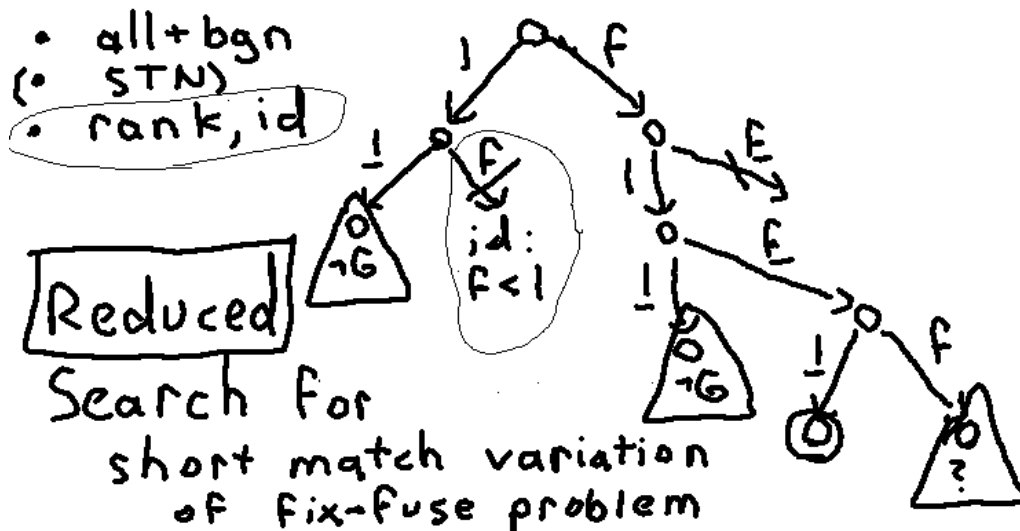 • all+bgn
(• STN)
• rank, id
l
F
l
F
l
F
¬G
id:
F<l
l
F
¬G
l
F
?
Reduced
Search for
short match variation
of fix-fuse problem